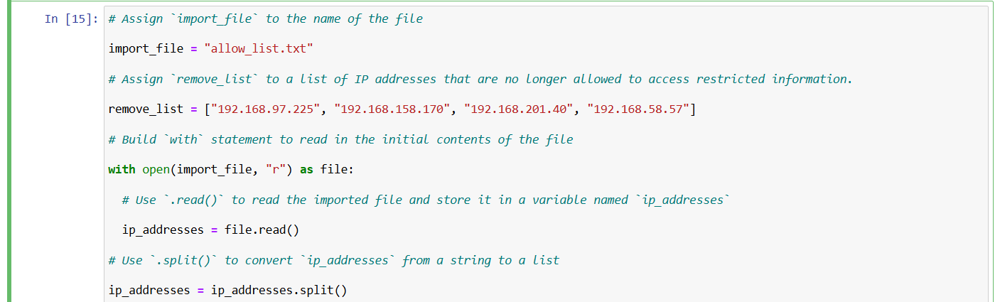 In [15]: # Assign `import_file` to the name of the file
import_file = "allow_list.txt"
# Assign `remove_list` to a list of IP addresses that are no longer allowed to access restricted information.
remove_list = ["192.168.97.225", "192.168.158.170", "192.168.201.40", "192.168.58.57"]
# Build `with` statement to read in the initial contents of the file
with open(import_file, "r") as file:
  # Use `.read()` to read the imported file and store it in a variable named `ip_addresses`
  ip_addresses = file.read()
# Use `.split()` to convert `ip_addresses` from a string to a list
ip_addresses = ip_addresses.split()